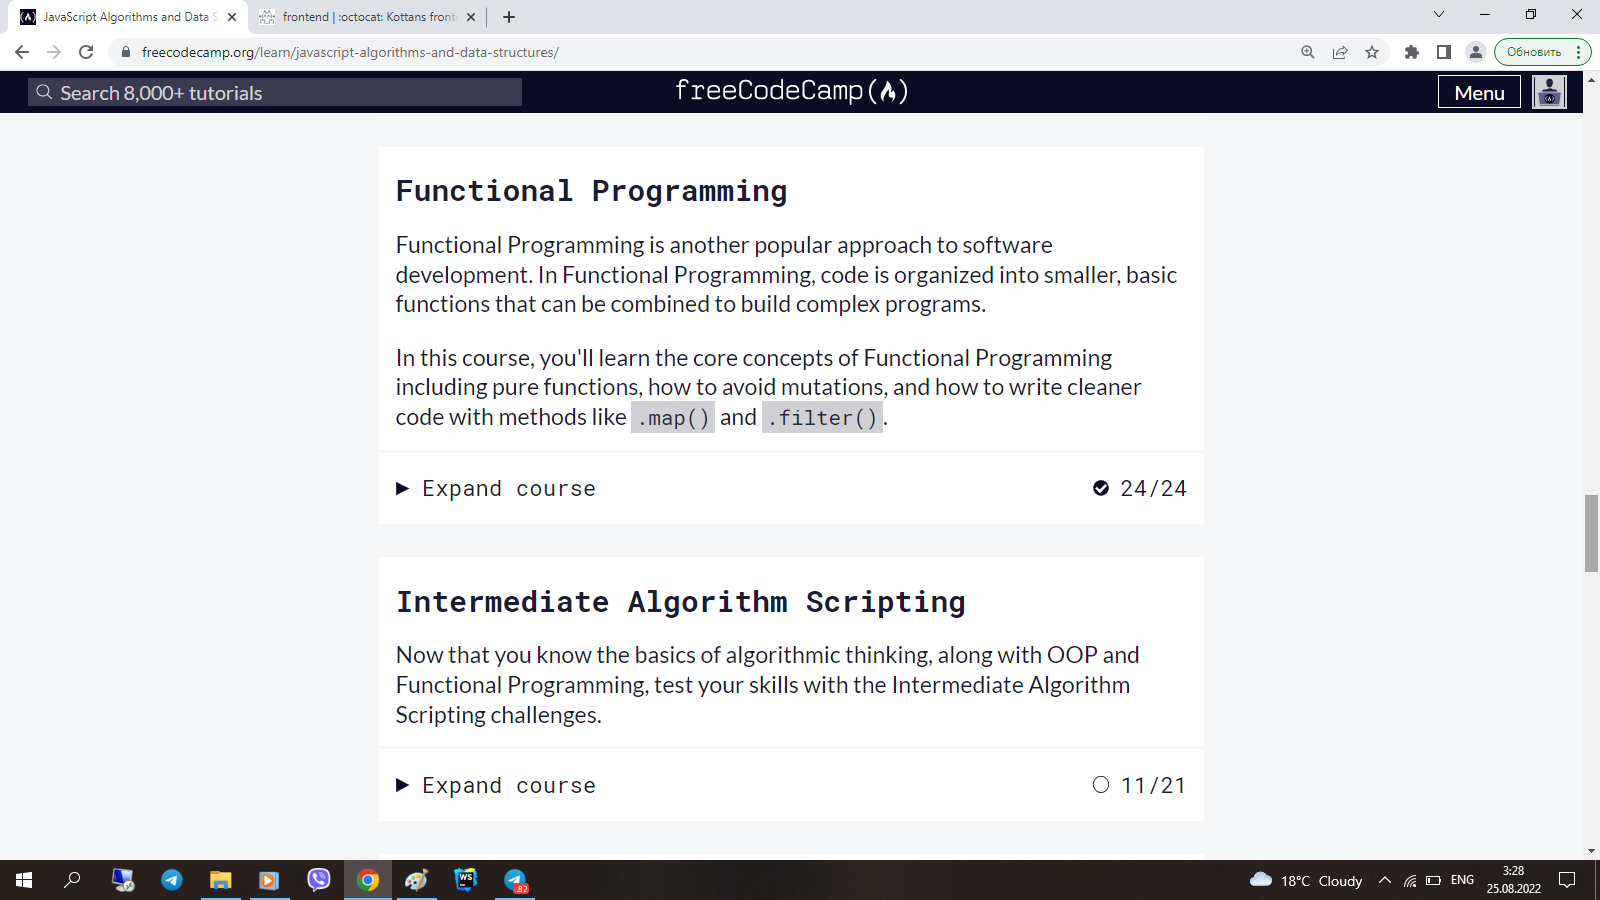 JavaScript Algorithms and Data S
frontend | :octocat: Kottans front
freecodecamp.org/learn/javascript-algorithms-and-data-structures/
Обновить
Search 8,000+ tutorials
freeCodeCamp
Menu
Functional Programming
Functional Programming is another popular approach to software
development. In Functional Programming, code is organized into smaller, basic
functions that can be combined to build complex programs.
In this course, you'll learn the core concepts of Functional Programming
including pure functions, how to avoid mutations, and how to write cleaner
code with methods like .map() and .filter().
Expand course 24/24
Intermediate Algorithm Scripting
Now that you know the basics of algorithmic thinking, along with OOP and
Functional Programming, test your skills with the Intermediate Algorithm
Scripting challenges.
Expand course 11/21
WS
82
18°C Cloudy
ENG
3:28
25.08.2022